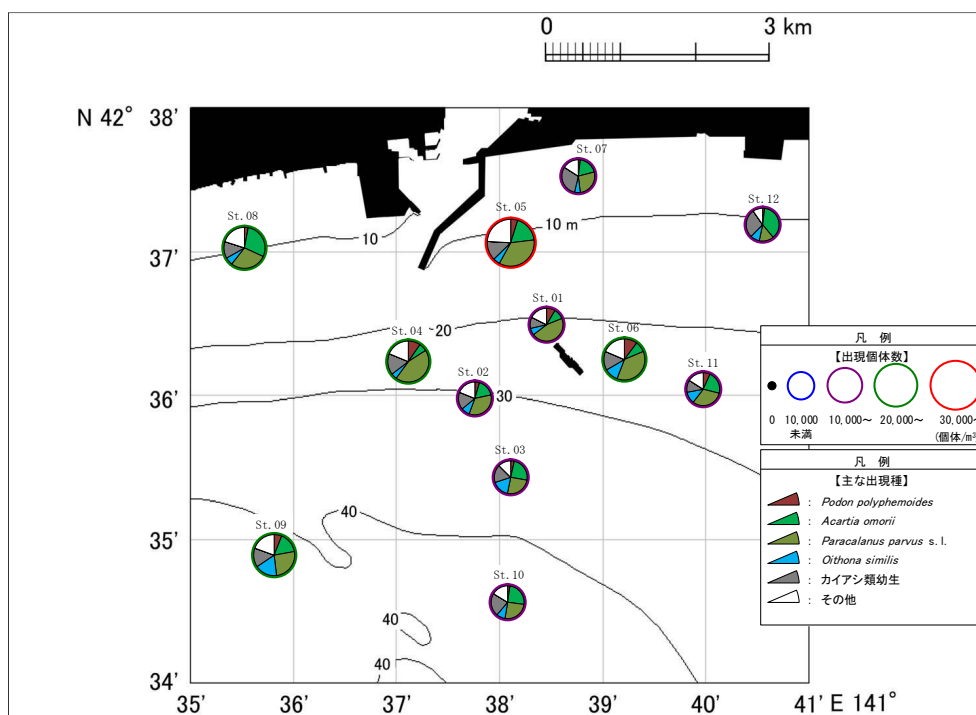 0 3 km
N 42° 38'
37'
36'
35'
34'
35' 36' 37' 38' 39' 40' 41' E 141°
St.07
St.12
St.05
St.08
10 10 m
St.01
20
St.04 St.06
St.02 St.11
30
St.03
40
St.09
St.10
40
40
凡 例
【出現個体数】
0 10,000未満 10,000～ 20,000～ 30,000～
(個体/m³
凡 例
【主な出現種】
: Podon polyphemoides
: Acartia omorii
: Paracalanus parvus s.l.
: Oithona similis
: カイアシ類幼生
: その他